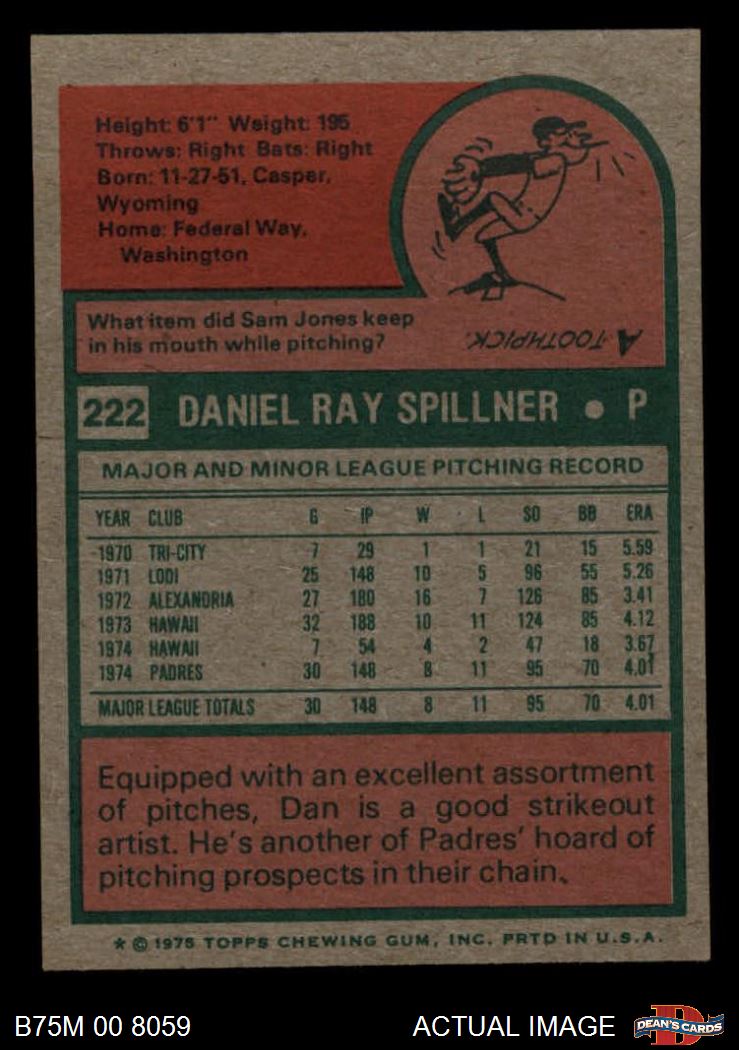 Height: 6'1" Weight: 195
Throws: Right Bats: Right
Born: 11-27-51, Casper,
Wyoming
Home: Federal Way,
Washington
What item did Sam Jones keep
in his mouth while pitching?
A TOOTHPICK.
222 DANIEL RAY SPILLNER • P
MAJOR AND MINOR LEAGUE PITCHING RECORD
YEAR CLUB G IP W L SO BB ERA
1970 TRI-CITY 7 29 1 1 21 15 5.59
1971 LODI 25 148 10 5 96 55 5.26
1972 ALEXANDRIA 27 180 16 7 126 85 3.41
1973 HAWAII 32 188 10 11 124 85 4.12
1974 HAWAII 7 54 4 2 47 18 3.67
1974 PADRES 30 148 8 11 95 70 4.01
MAJOR LEAGUE TOTALS 30 148 8 11 95 70 4.01
Equipped with an excellent assortment
of pitches, Dan is a good strikeout
artist. He's another of Padres' hoard of
pitching prospects in their chain.
* © 1975 TOPPS CHEWING GUM, INC. PRTD IN U.S.A.
B75M 00 8059 ACTUAL IMAGE D DEAN'S CARDS